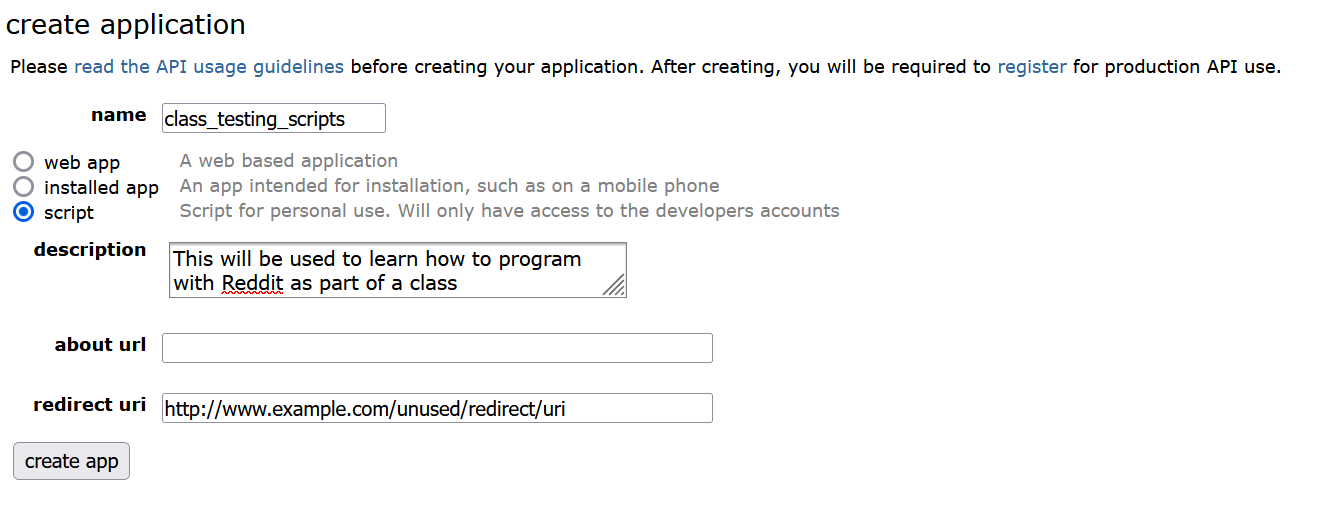 create application
Please read the API usage guidelines before creating your application. After creating, you will be required to register for production API use.
name class_testing_scripts
web app A web based application
installed app An app intended for installation, such as on a mobile phone
script Script for personal use. Will only have access to the developers accounts
description This will be used to learn how to program
with Reddit as part of a class
about url
redirect uri http://www.example.com/unused/redirect/uri
create app